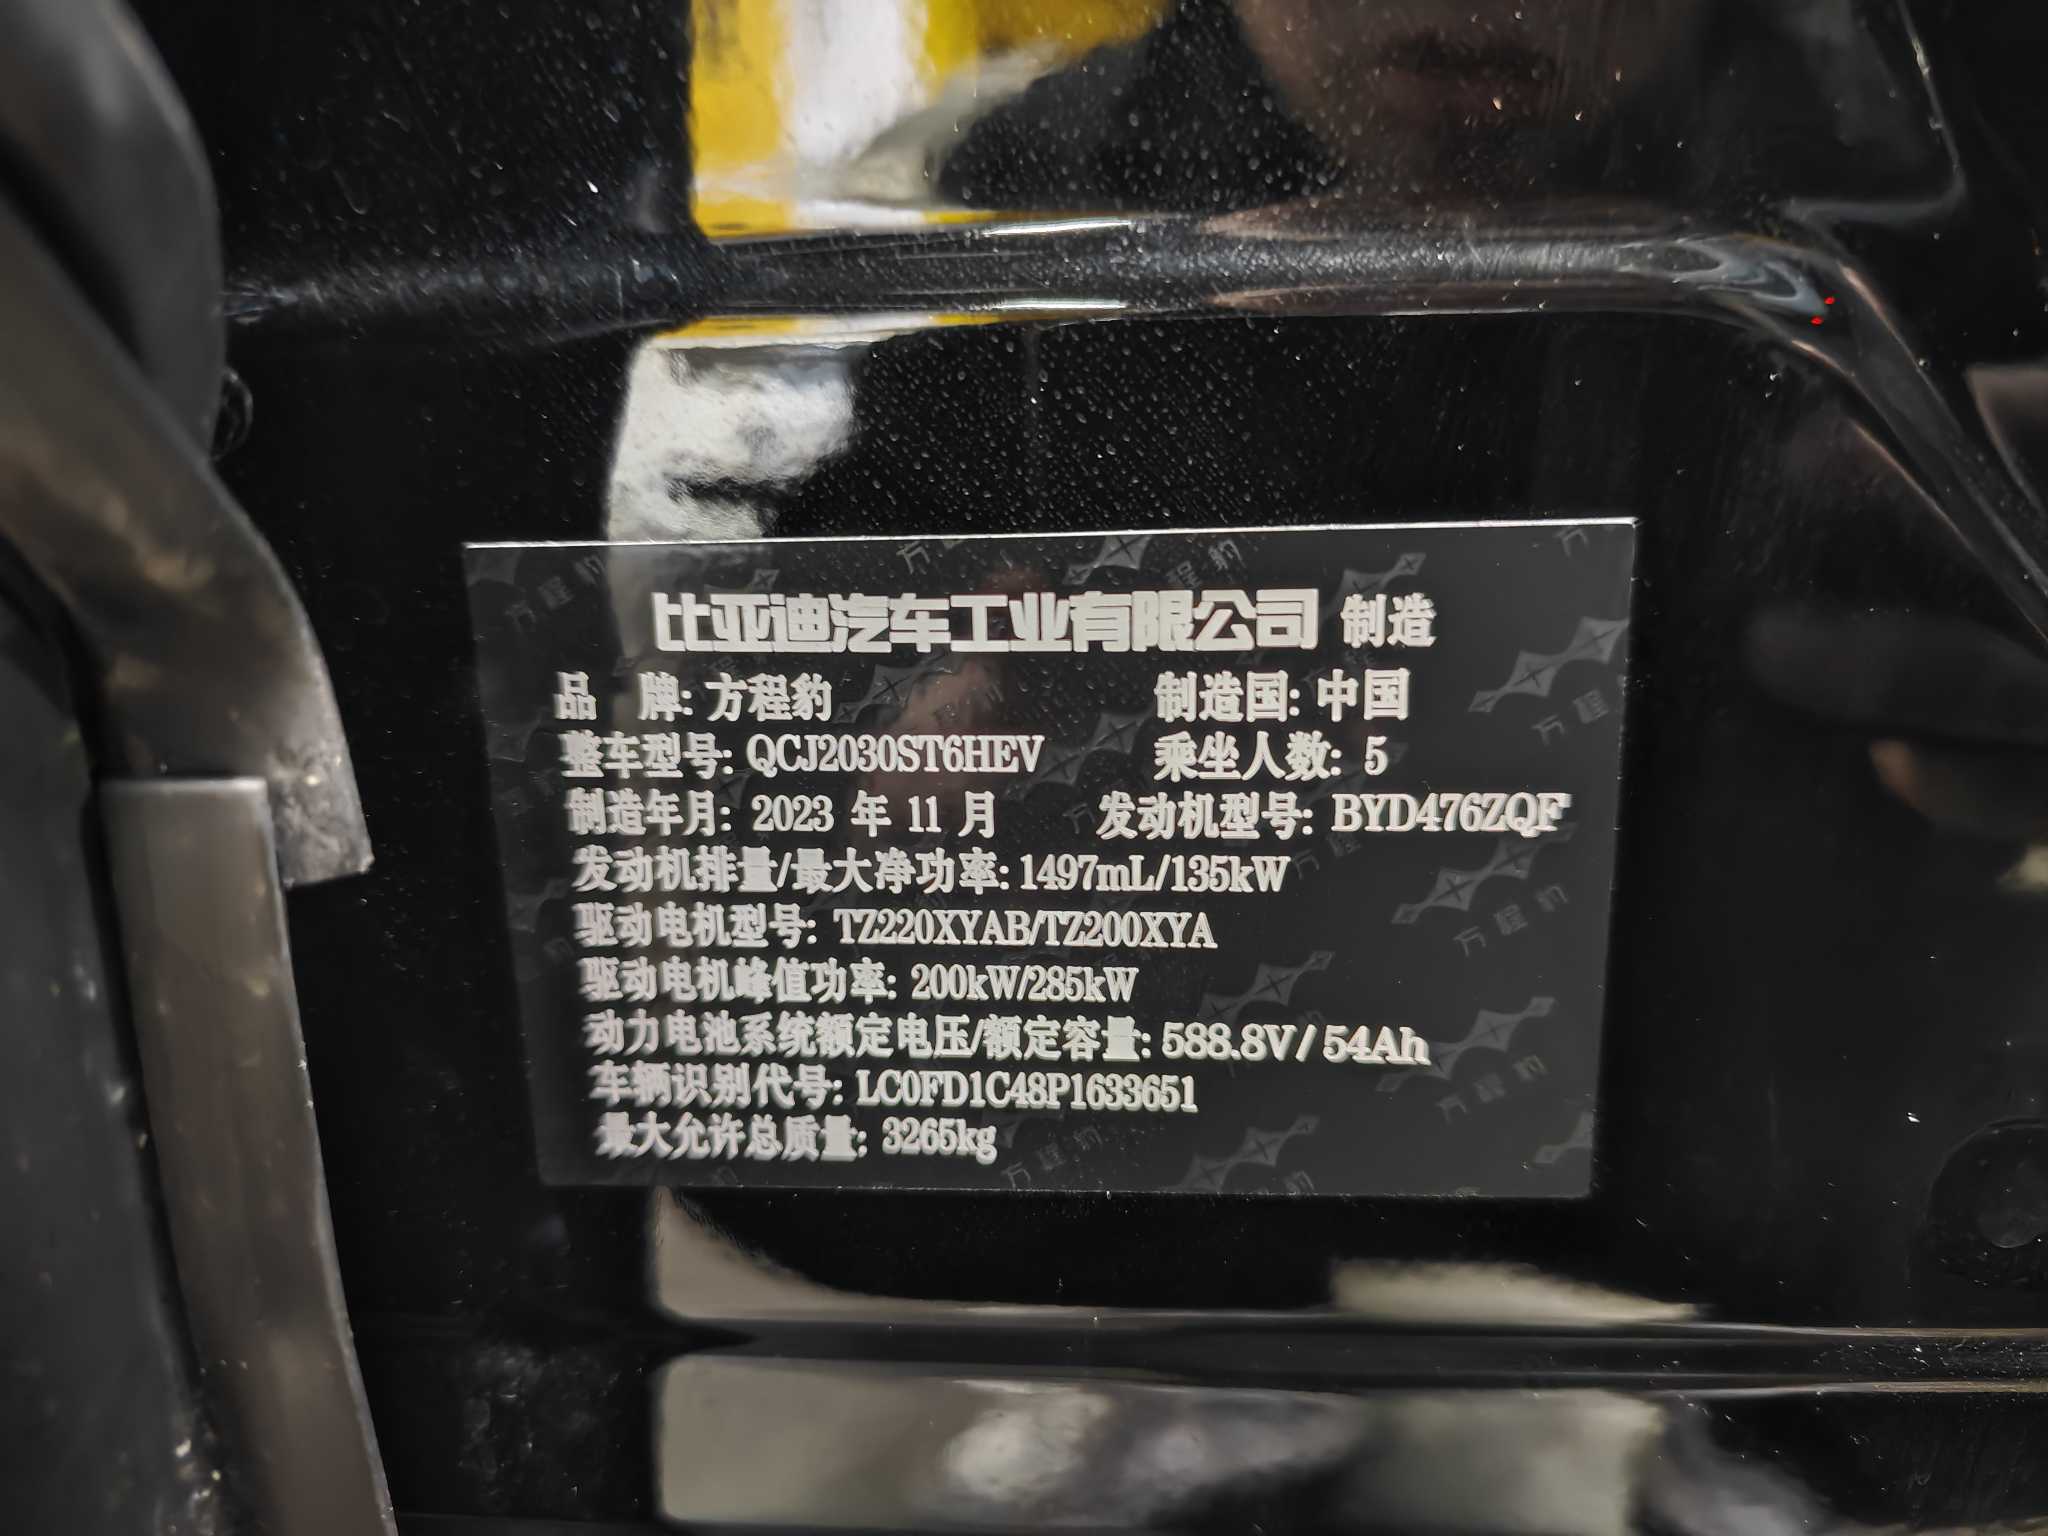 比亚迪汽车工业有限公司 制造
品 牌: 方程豹 制造国: 中国
整车型号: QCJ2030ST6HEV 乘坐人数: 5
制造年月: 2023 年 11 月 发动机型号: BYD476ZQF
发动机排量/最大净功率: 1497mL/135kW
驱动电机型号: TZ220XYAB/TZ200XYA
驱动电机峰值功率: 200kW/285kW
动力电池系统额定电压/额定容量: 588.8V/54Ah
车辆识别代号: LC0FD1C48P1633651
最大允许总质量: 3265kg